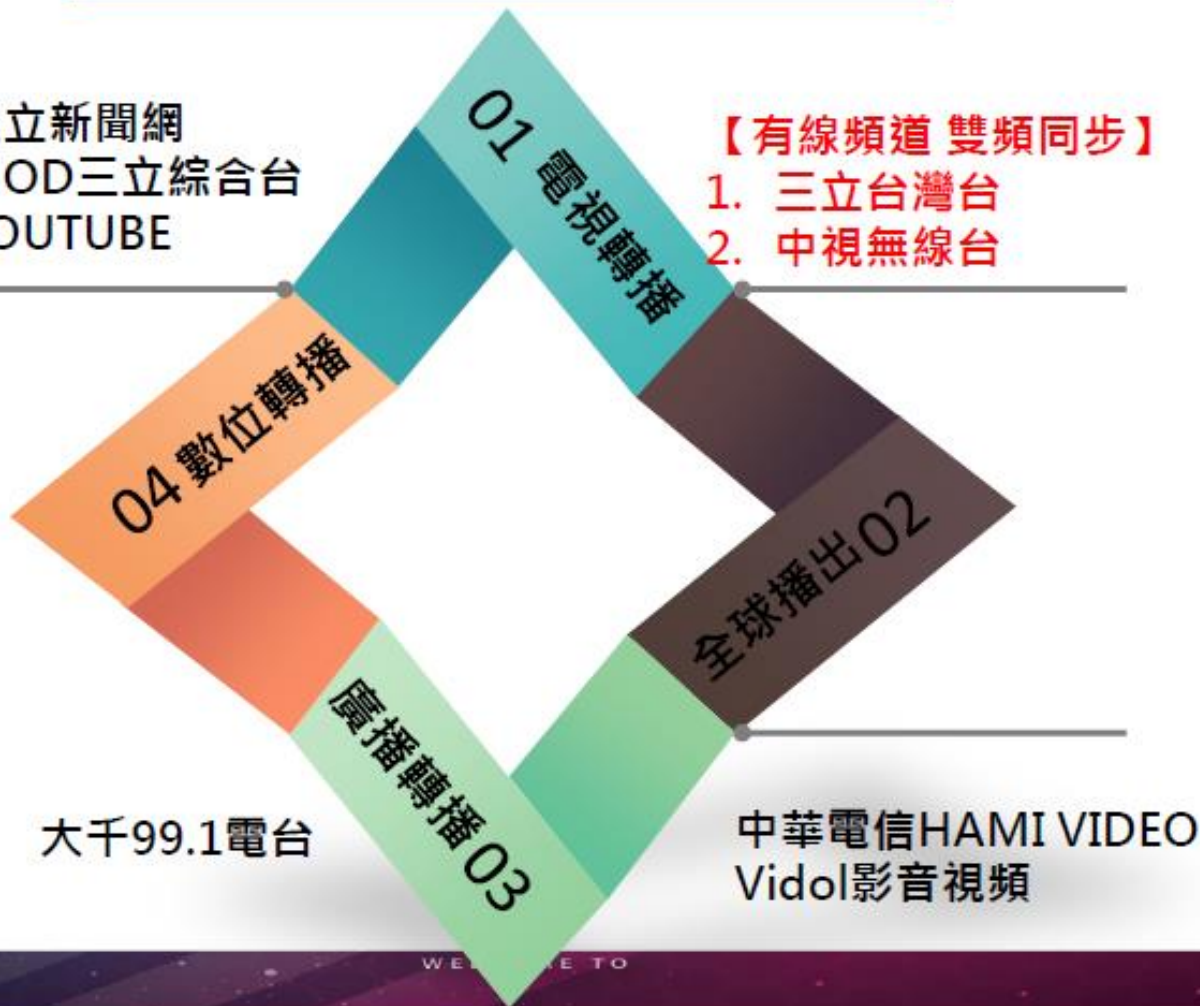 立新聞網
OD三立綜合台
OUTUBE
01 電視轉播
【有線頻道 雙頻同步】
1. 三立台灣台
2. 中視無線台
04 數位轉播
全球播出02
廣播轉播03
大千99.1電台
中華電信HAMI VIDEO
Vidol影音視頻
TO